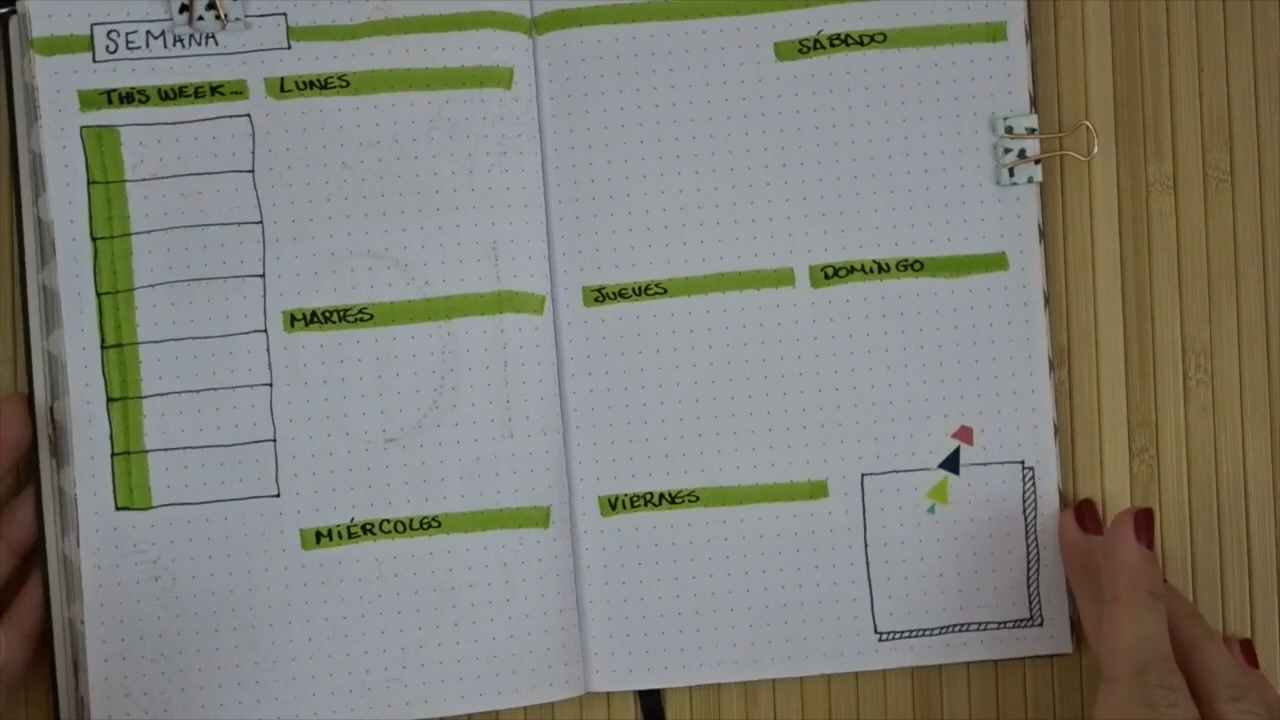 SEMANA
THIS WEEK...
LUNES
MARTES
MIÉRCOLES
SÁBADO
JUEVES
DOMINGO
VIERNES